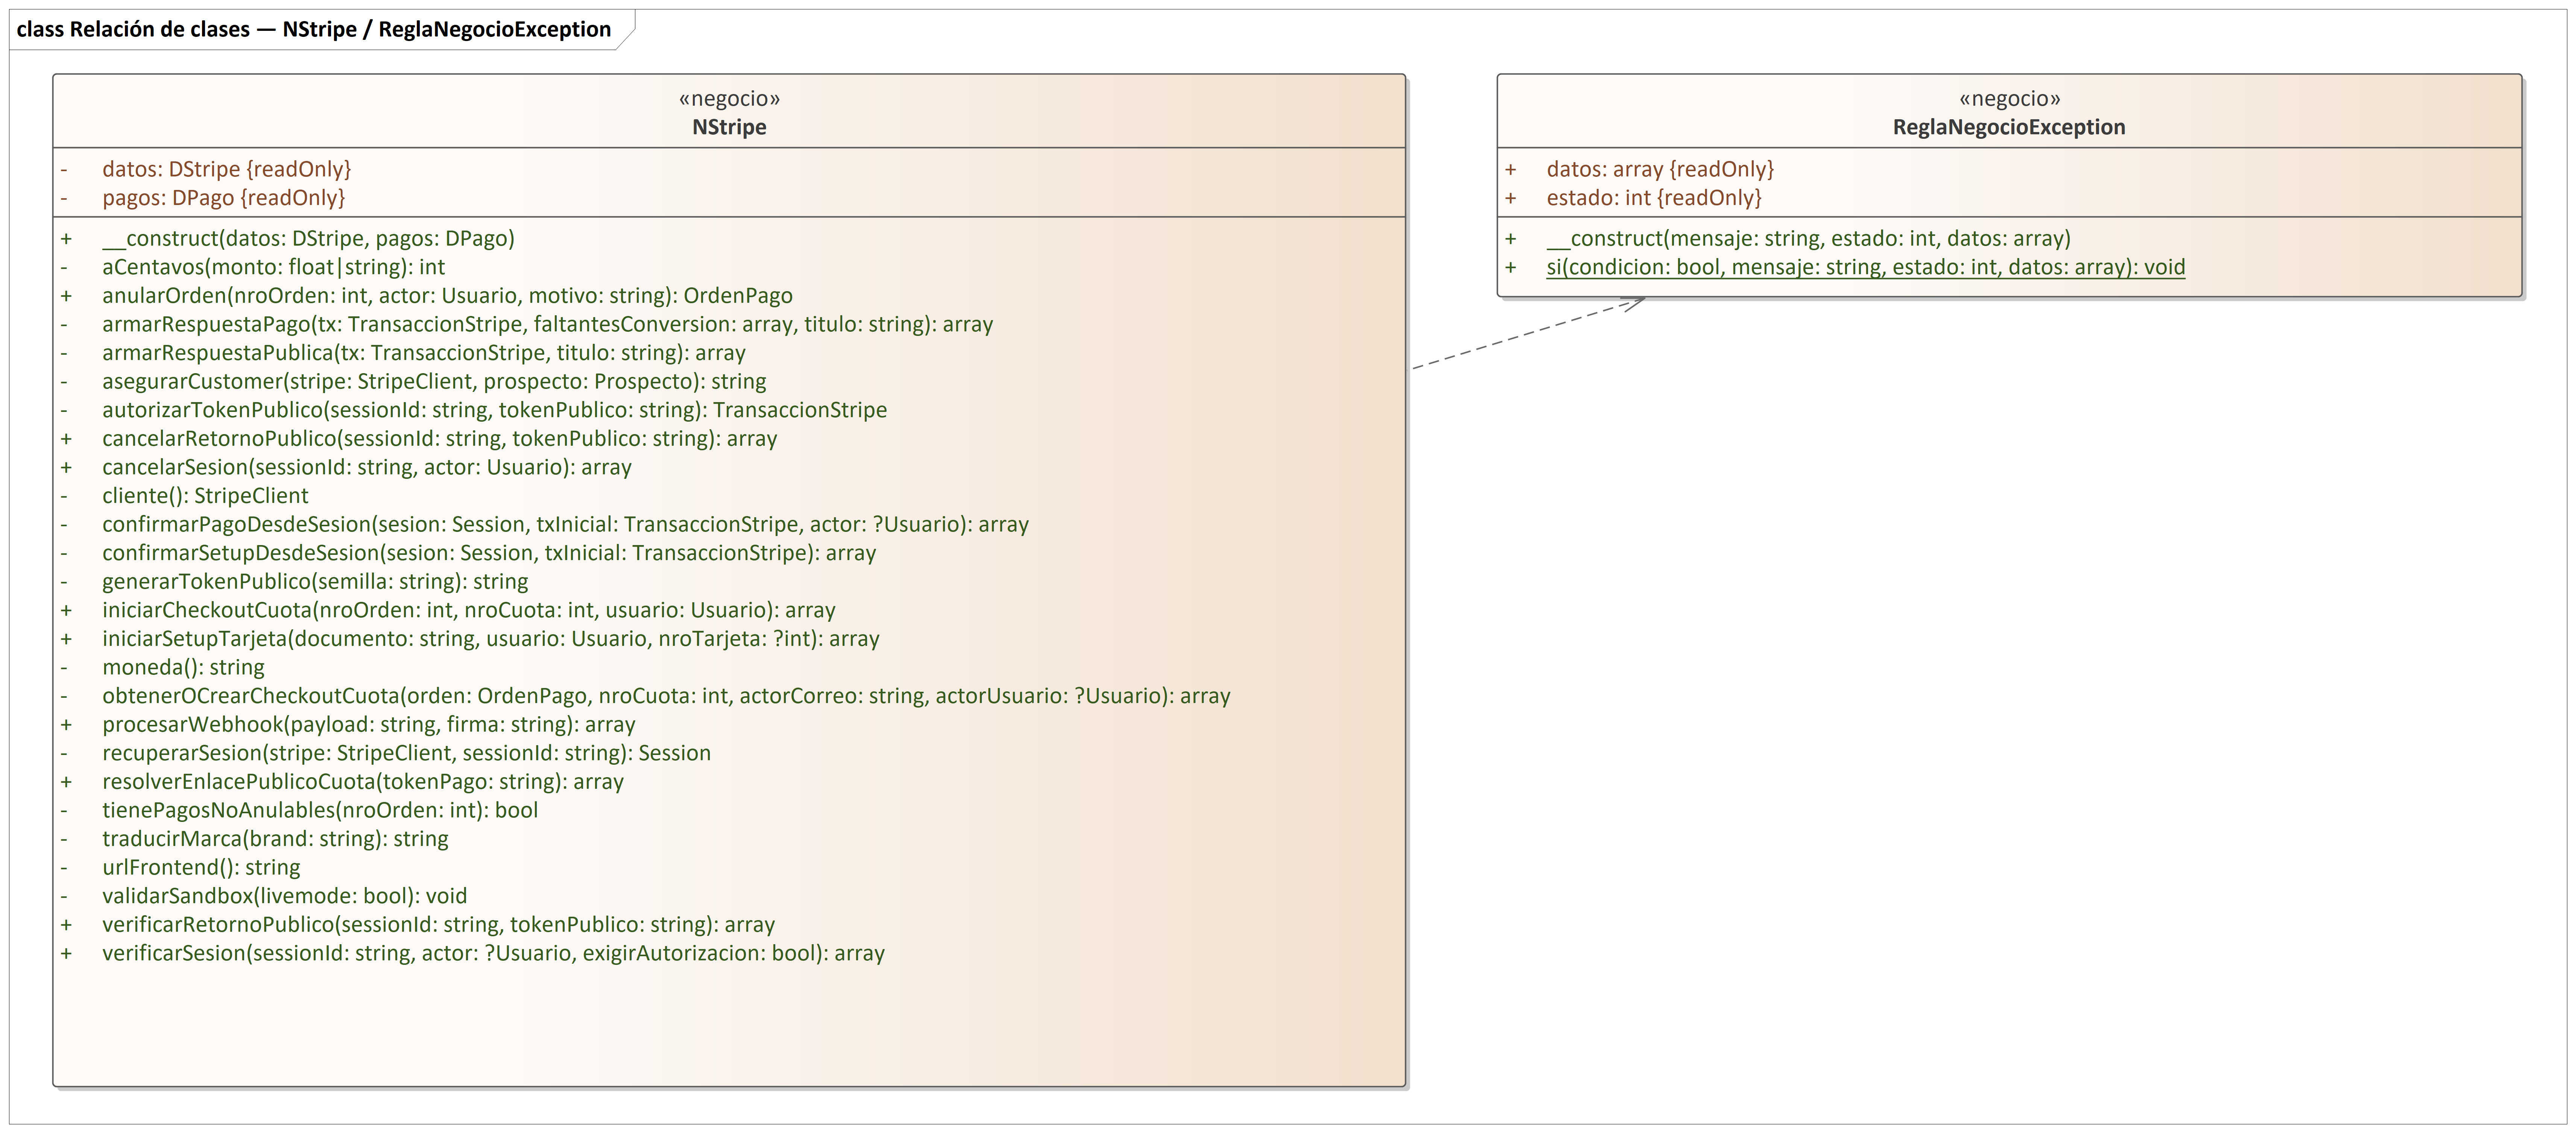 class Relación de clases — NStripe / ReglaNegocioException
«negocio»
NStripe
- datos: DStripe {readOnly}
- pagos: DPago {readOnly}
+ __construct(datos: DStripe, pagos: DPago)
- aCentavos(monto: float|string): int
+ anularOrden(nroOrden: int, actor: Usuario, motivo: string): OrdenPago
- armarRespuestaPago(tx: TransaccionStripe, faltantesConversion: array, titulo: string): array
- armarRespuestaPublica(tx: TransaccionStripe, titulo: string): array
- asegurarCustomer(stripe: StripeClient, prospecto: Prospecto): string
- autorizarTokenPublico(sessionId: string, tokenPublico: string): TransaccionStripe
+ cancelarRetornoPublico(sessionId: string, tokenPublico: string): array
+ cancelarSesion(sessionId: string, actor: Usuario): array
- cliente(): StripeClient
- confirmarPagoDesdeSesion(sesion: Session, txInicial: TransaccionStripe, actor: ?Usuario): array
- confirmarSetupDesdeSesion(sesion: Session, txInicial: TransaccionStripe): array
- generarTokenPublico(semilla: string): string
+ iniciarCheckoutCuota(nroOrden: int, nroCuota: int, usuario: Usuario): array
+ iniciarSetupTarjeta(documento: string, usuario: Usuario, nroTarjeta: ?int): array
- moneda(): string
- obtenerOCrearCheckoutCuota(orden: OrdenPago, nroCuota: int, actorCorreo: string, actorUsuario: ?Usuario): array
+ procesarWebhook(payload: string, firma: string): array
- recuperarSesion(stripe: StripeClient, sessionId: string): Session
+ resolverEnlacePublicoCuota(tokenPago: string): array
- tienePagosNoAnulables(nroOrden: int): bool
- traducirMarca(brand: string): string
- urlFrontend(): string
- validarSandbox(livemode: bool): void
+ verificarRetornoPublico(sessionId: string, tokenPublico: string): array
+ verificarSesion(sessionId: string, actor: ?Usuario, exigirAutorizacion: bool): array
«negocio»
ReglaNegocioException
+ datos: array {readOnly}
+ estado: int {readOnly}
+ __construct(mensaje: string, estado: int, datos: array)
+ si(condicion: bool, mensaje: string, estado: int, datos: array): void